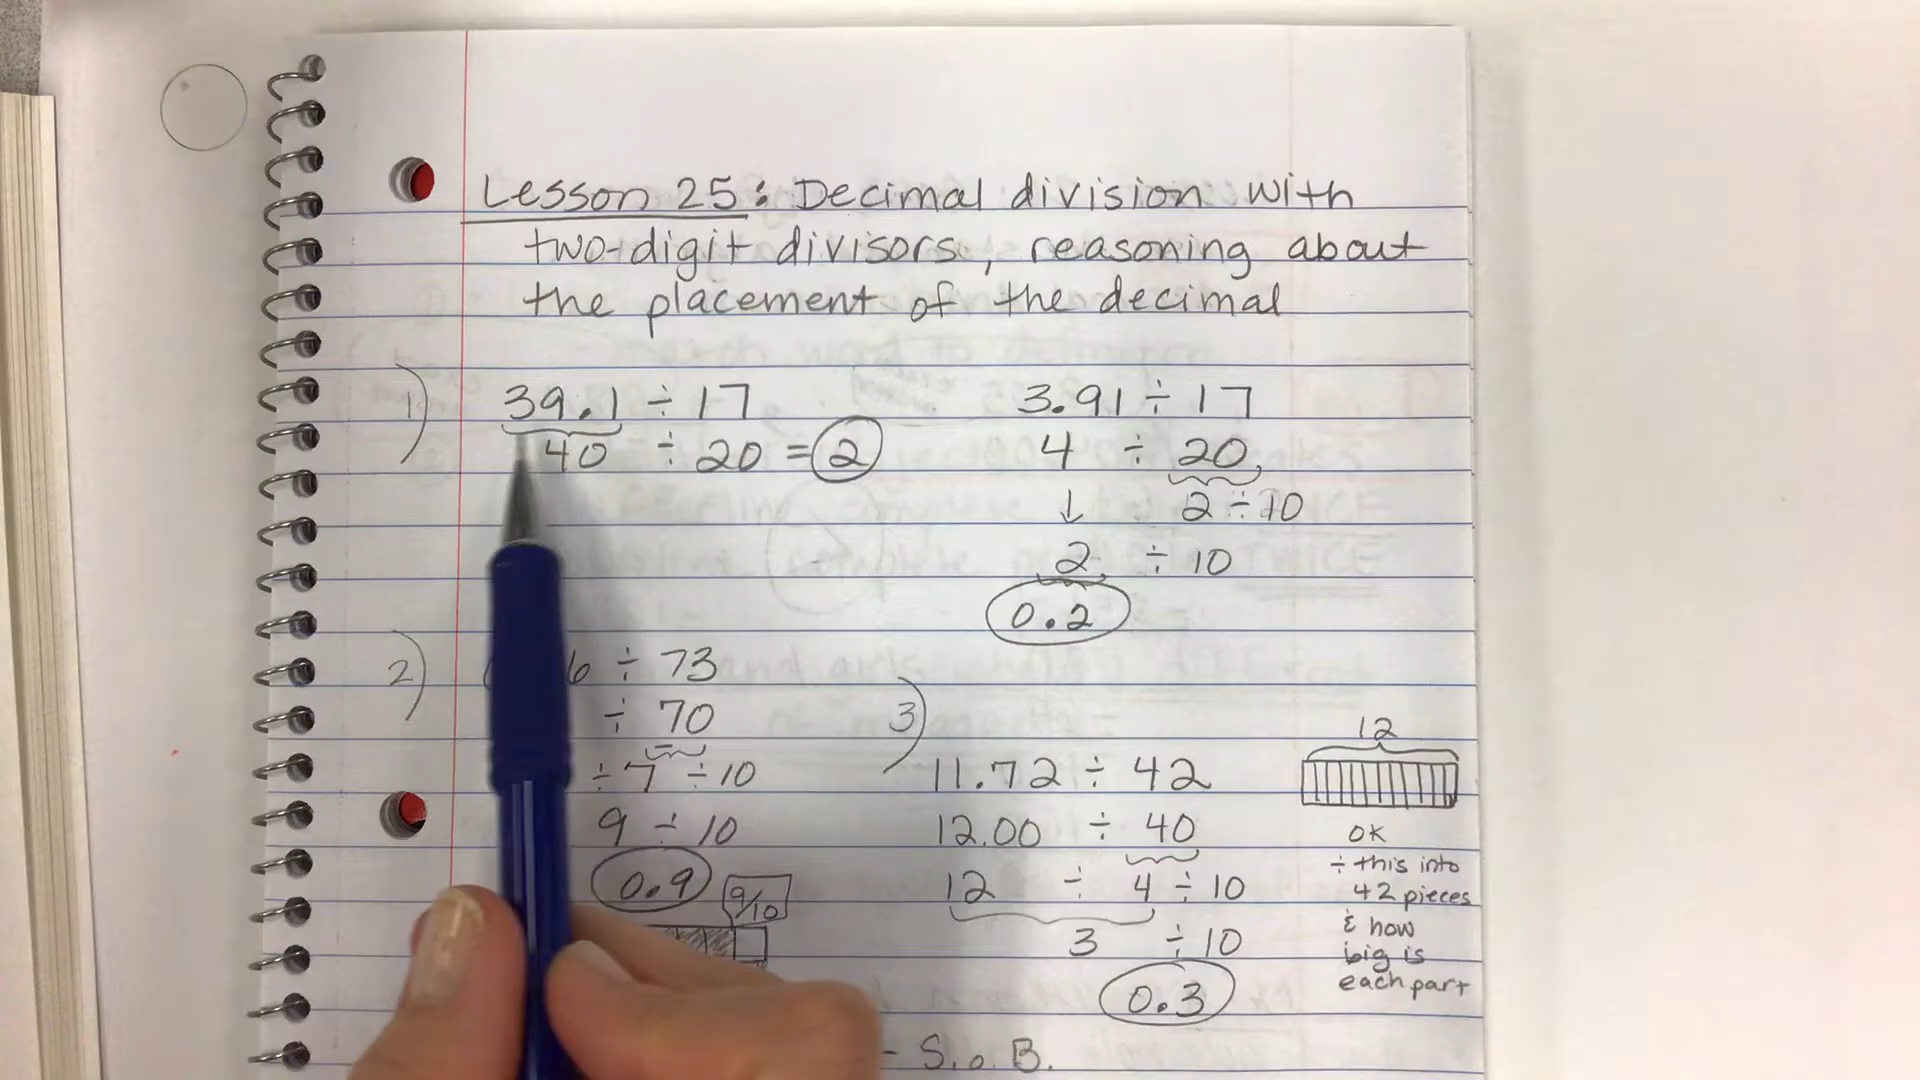 Lesson 25: Decimal division with
two-digit divisors, reasoning about
the placement of the decimal
1) 39.1 ÷ 17
40 ÷ 20 = 2
3.91 ÷ 17
4 ÷ 20
↓ 2 ÷ 10
2 ÷ 10
0.2
2) 6 ÷ 73
÷ 70
÷ 7 ÷ 10
9 ÷ 10
0.9
9/10
3)
11.72 ÷ 42
12.00 ÷ 40
12 ÷ 4 ÷ 10
3 ÷ 10
0.3
12
OK
÷ this into
42 pieces
& how
big is
each part
- S.o.B.